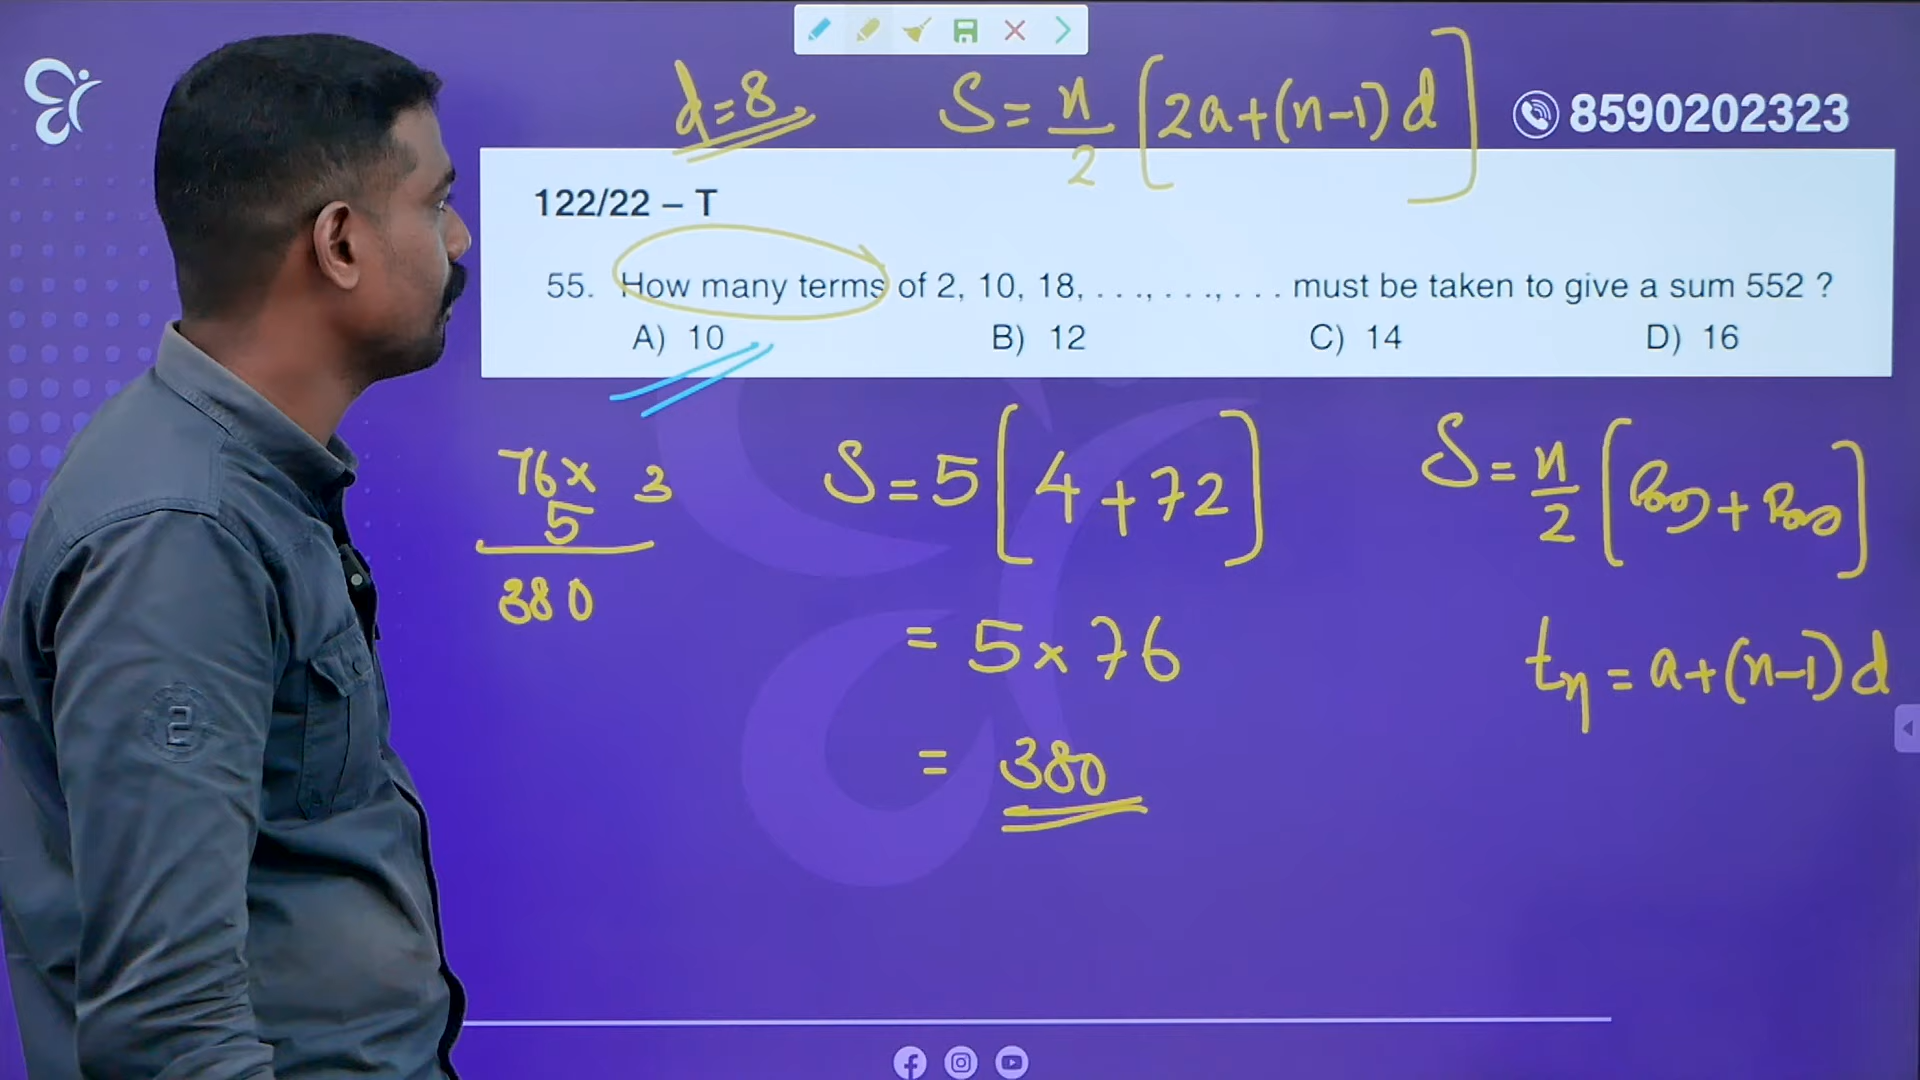 d=8
S = n/2 [2a+(n-1)d]
8590202323
122/22 – T
55. How many terms of 2, 10, 18, . . ., . . ., . . . must be taken to give a sum 552 ?
A) 10 B) 12 C) 14 D) 16
76 x 3
5
380
S = 5 [4 + 72]
= 5 x 76
= 380
S = n/2 [ + ]
tn = a+(n-1)d
2